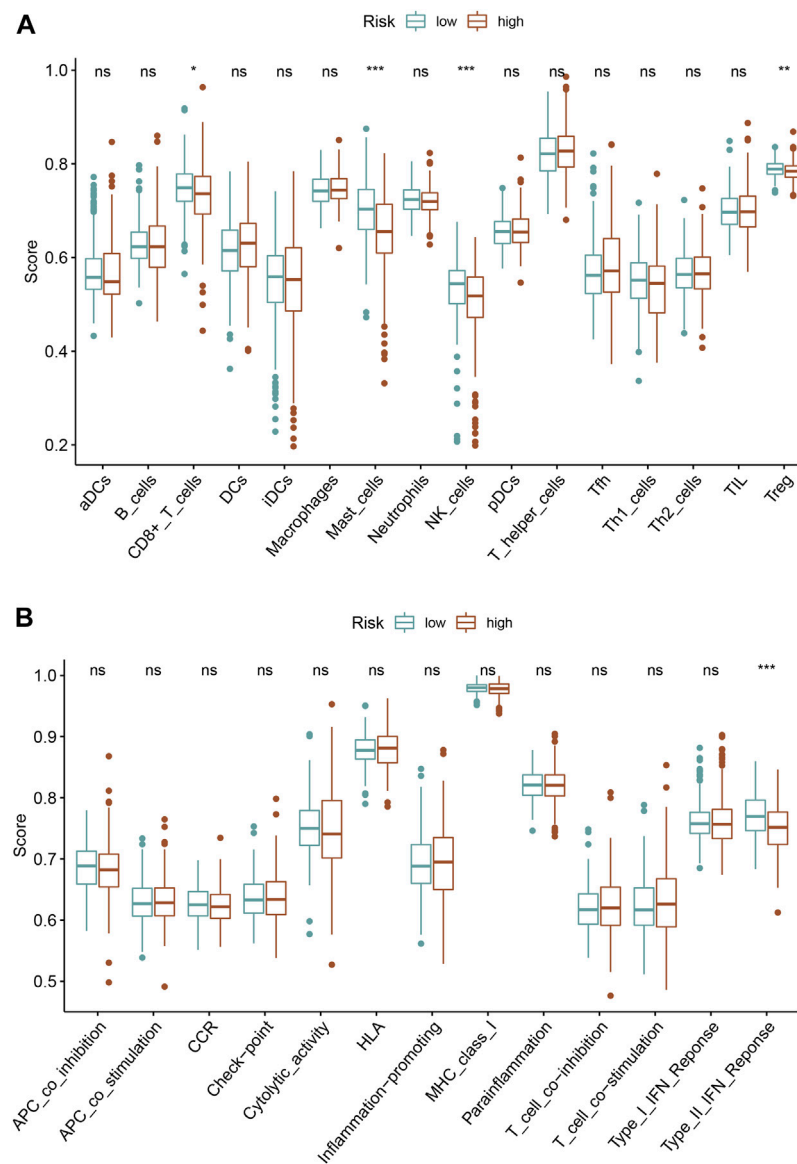 A
Risk low high
ns ns * ns ns ns *** ns *** ns ns ns ns ns ns **
1.0
0.8
0.6
0.4
0.2
Score
aDCs
B_cells
CD8+_T_cells
DCs
iDCs
Macrophages
Mast_cells
Neutrophils
NK_cells
pDCs
T_helper_cells
Tfh
Th1_cells
Th2_cells
TIL
Treg
B
Risk low high
ns ns ns ns ns ns ns ns ns ns ns ns ***
1.0
0.9
0.8
0.7
0.6
0.5
Score
APC_co_inhibition
APC_co_stimulation
CCR
Check-point
Cytolytic_activity
HLA
Inflammation-promoting
MHC_class_I
Parainflammation
T_cell_co-inhibition
T_cell_co-stimulation
Type_I_IFN_Reponse
Type_II_IFN_Reponse